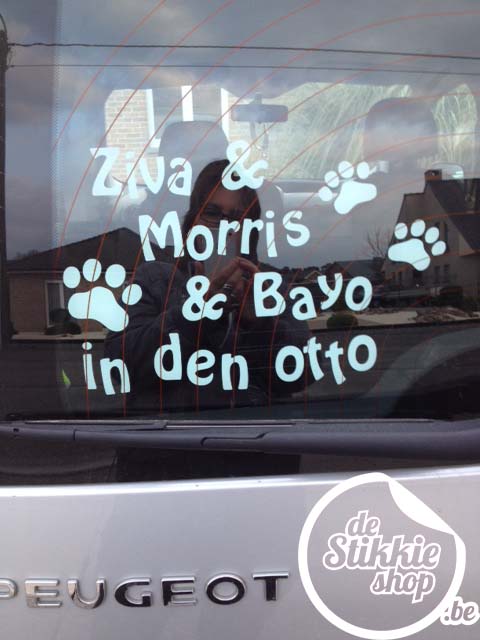 Ziva &
Morris
& Bayo
in den otto
PEUGEOT
de
Stikkie
shop
.be